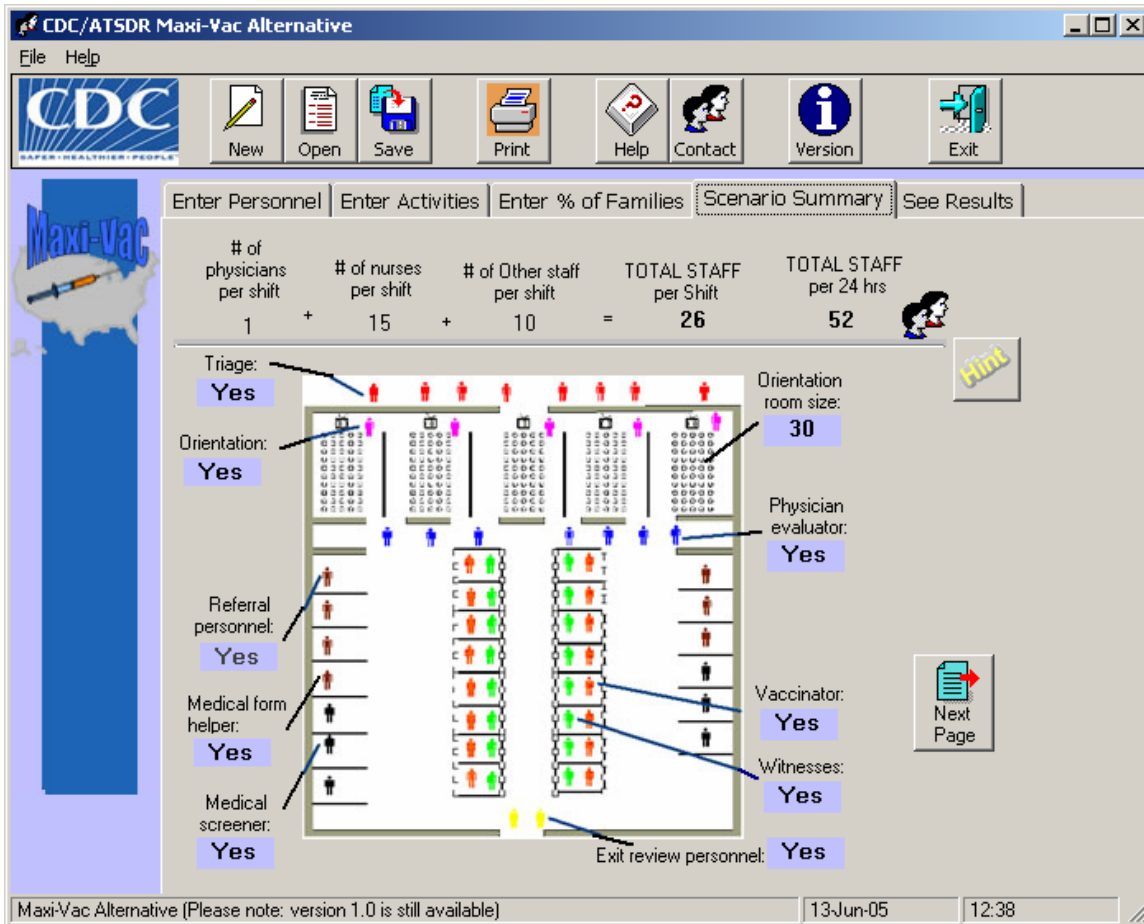 CDC/ATSDR Maxi-Vac Alternative
File Help
CDC
SAFER•HEALTHIER•PEOPLE™
New Open Save Print Help Contact Version Exit
Maxi-Vac
Enter Personnel Enter Activities Enter % of Families Scenario Summary See Results
# of physicians per shift
# of nurses per shift
# of Other staff per shift
TOTAL STAFF per Shift
TOTAL STAFF per 24 hrs
1 + 15 + 10 = 26 52
Hint
Triage:
Yes
Orientation room size:
30
Orientation:
Yes
Physician evaluator:
Yes
Referral personnel:
Yes
Medical form helper:
Yes
Vaccinator:
Yes
Next Page
Witnesses:
Yes
Medical screener:
Yes
Exit review personnel: Yes
Maxi-Vac Alternative (Please note: version 1.0 is still available) 13-Jun-05 12:38